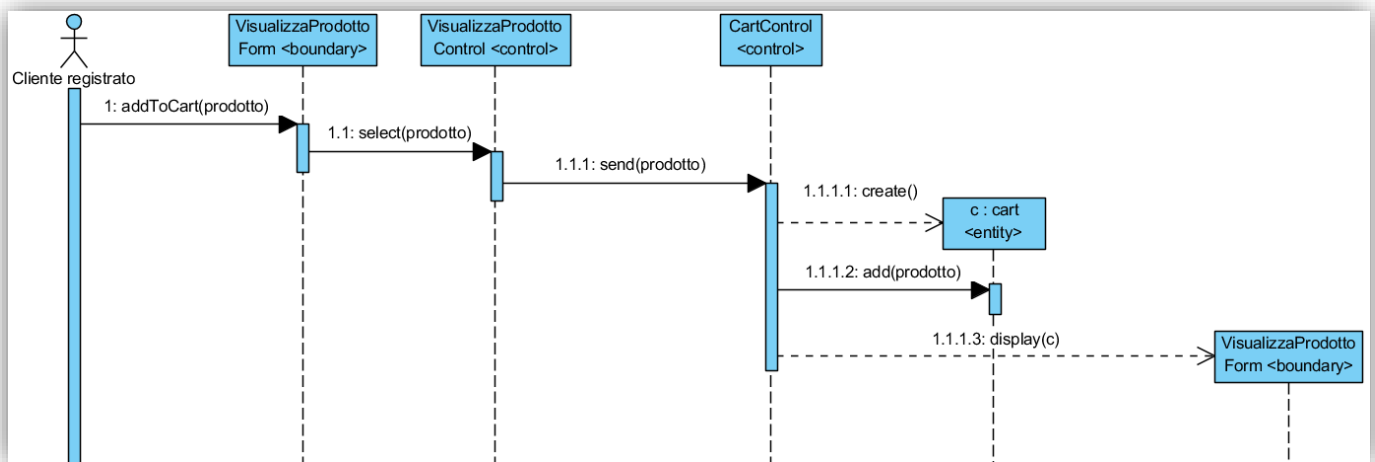 VisualizzaProdotto
Form <boundary>
VisualizzaProdotto
Control <control>
CartControl
<control>
Cliente registrato
1: addToCart(prodotto)
1.1: select(prodotto)
1.1.1: send(prodotto)
1.1.1.1: create()
c : cart
<entity>
1.1.1.2: add(prodotto)
1.1.1.3: display(c)
VisualizzaProdotto
Form <boundary>